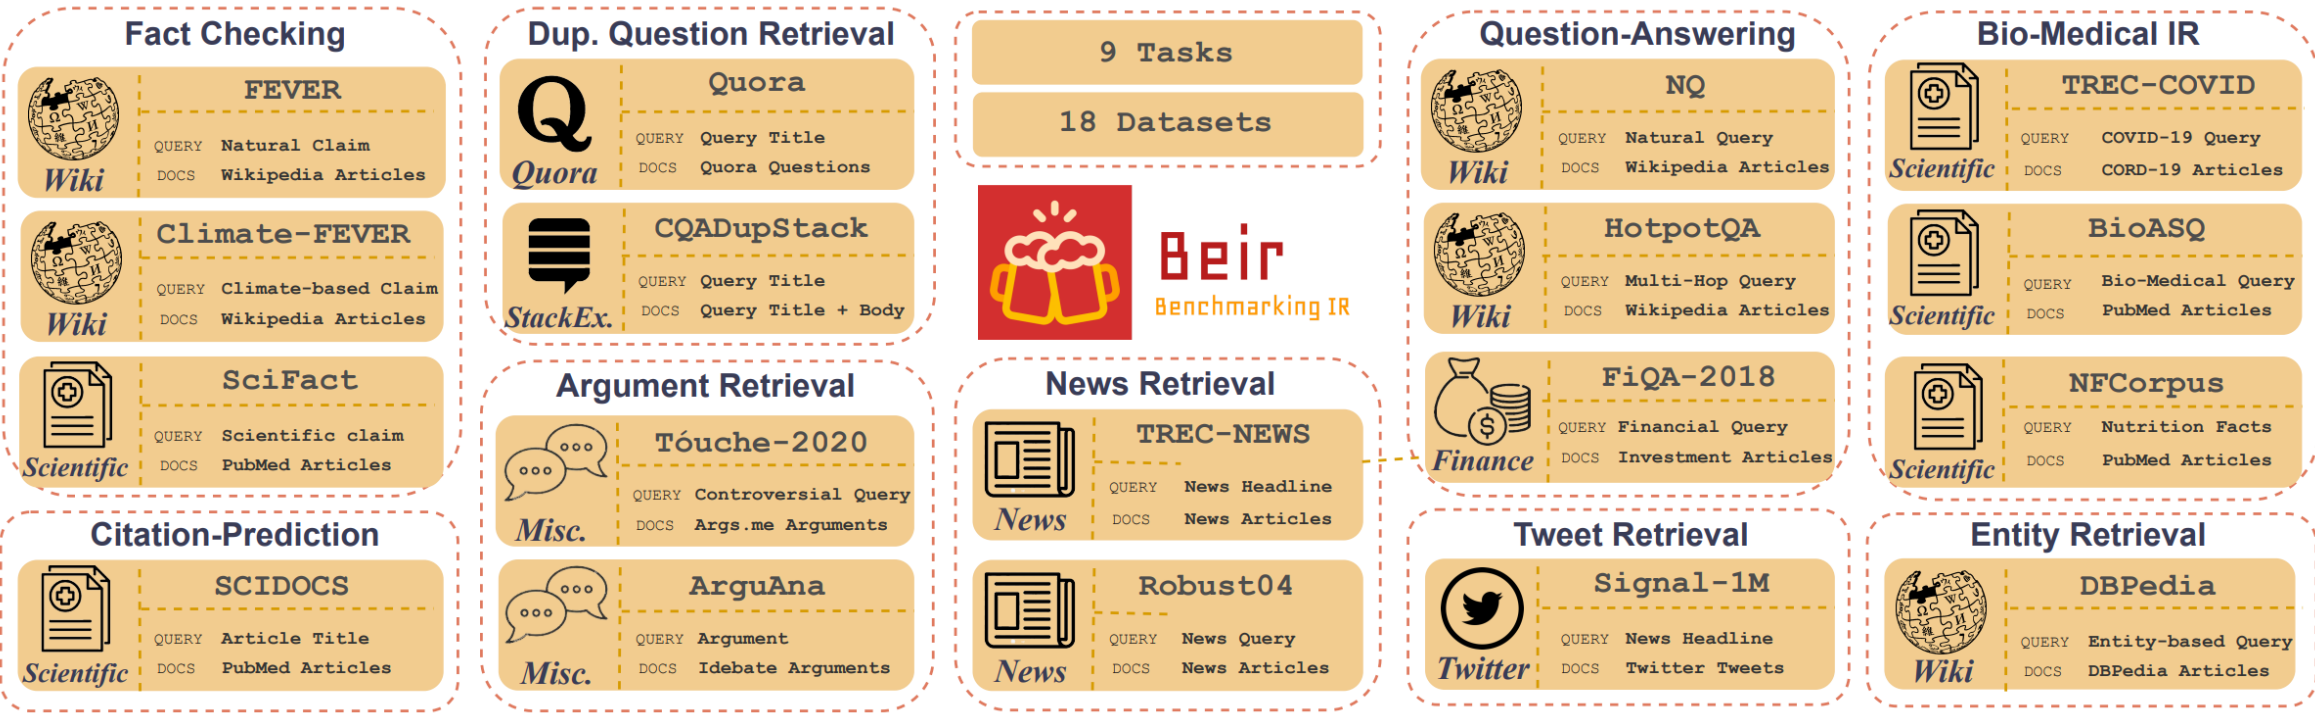 Fact Checking
FEVER
QUERY Natural Claim
DOCS Wikipedia Articles
Wiki
Climate-FEVER
QUERY Climate-based Claim
DOCS Wikipedia Articles
Wiki
SciFact
QUERY Scientific claim
DOCS PubMed Articles
Scientific
Citation-Prediction
SCIDOCS
QUERY Article Title
DOCS PubMed Articles
Scientific
Dup. Question Retrieval
Quora
QUERY Query Title
DOCS Quora Questions
Q
Quora
CQADupStack
QUERY Query Title
DOCS Query Title + Body
StackEx.
Argument Retrieval
Tóuche-2020
QUERY Controversial Query
DOCS Args.me Arguments
Misc.
ArguAna
QUERY Argument
DOCS Idebate Arguments
Misc.
9 Tasks
18 Datasets
Beir
Benchmarking IR
News Retrieval
TREC-NEWS
QUERY News Headline
DOCS News Articles
News
Robust04
QUERY News Query
DOCS News Articles
News
Question-Answering
NQ
QUERY Natural Query
DOCS Wikipedia Articles
Wiki
HotpotQA
QUERY Multi-Hop Query
DOCS Wikipedia Articles
Wiki
FiQA-2018
QUERY Financial Query
DOCS Investment Articles
Finance
Tweet Retrieval
Signal-1M
QUERY News Headline
DOCS Twitter Tweets
Twitter
Bio-Medical IR
TREC-COVID
QUERY COVID-19 Query
DOCS CORD-19 Articles
Scientific
BioASQ
QUERY Bio-Medical Query
DOCS PubMed Articles
Scientific
NFCorpus
QUERY Nutrition Facts
DOCS PubMed Articles
Scientific
Entity Retrieval
DBPedia
QUERY Entity-based Query
DOCS DBPedia Articles
Wiki